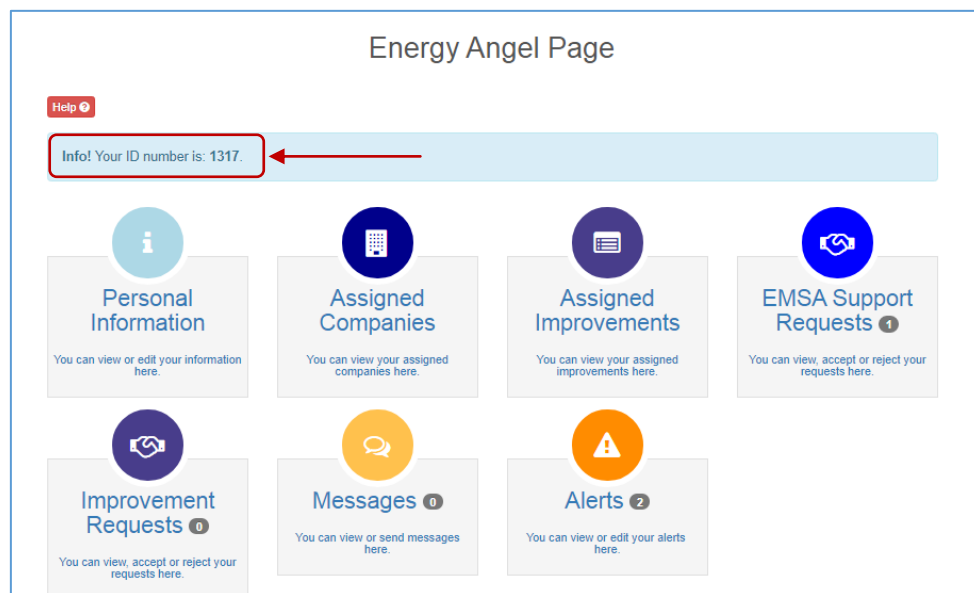 Energy Angel Page
Help ?
Info! Your ID number is: 1317.
Personal
Information
You can view or edit your information
here.
Assigned
Companies
You can view your assigned
companies here.
Assigned
Improvements
You can view your assigned
improvements here.
EMSA Support
Requests 1
You can view, accept or reject your
requests here.
Improvement
Requests 0
You can view, accept or reject your
requests here.
Messages 0
You can view or send messages
here.
Alerts 2
You can view or edit your alerts
here.